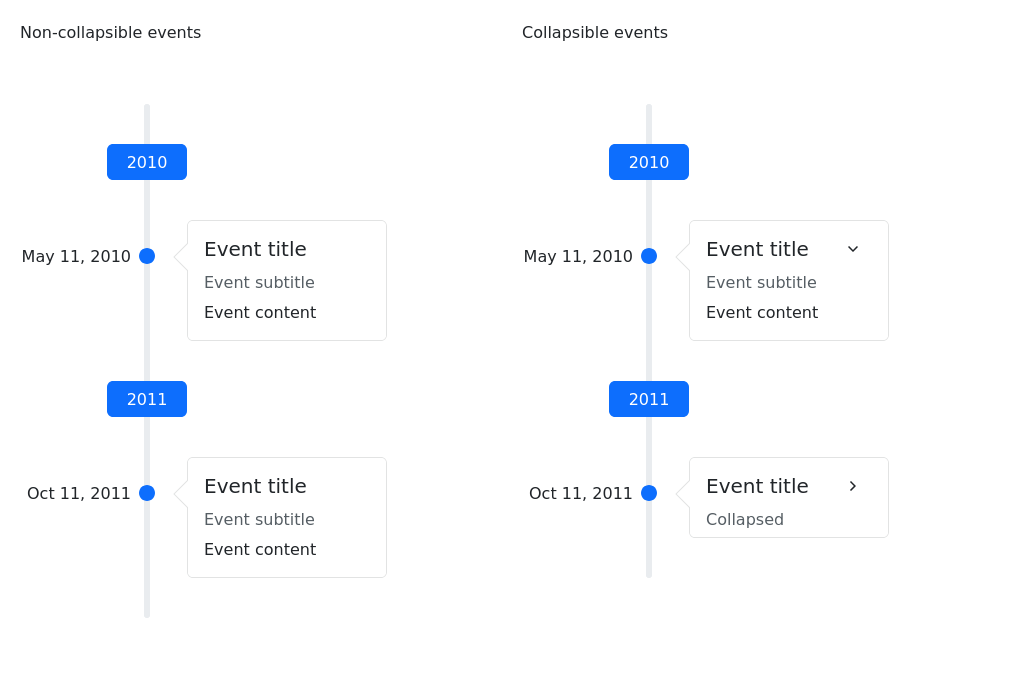 Non-collapsible events
2010
May 11, 2010
Event title
Event subtitle
Event content
2011
Oct 11, 2011
Event title
Event subtitle
Event content
Collapsible events
2010
May 11, 2010
Event title
Event subtitle
Event content
2011
Oct 11, 2011
Event title
Collapsed